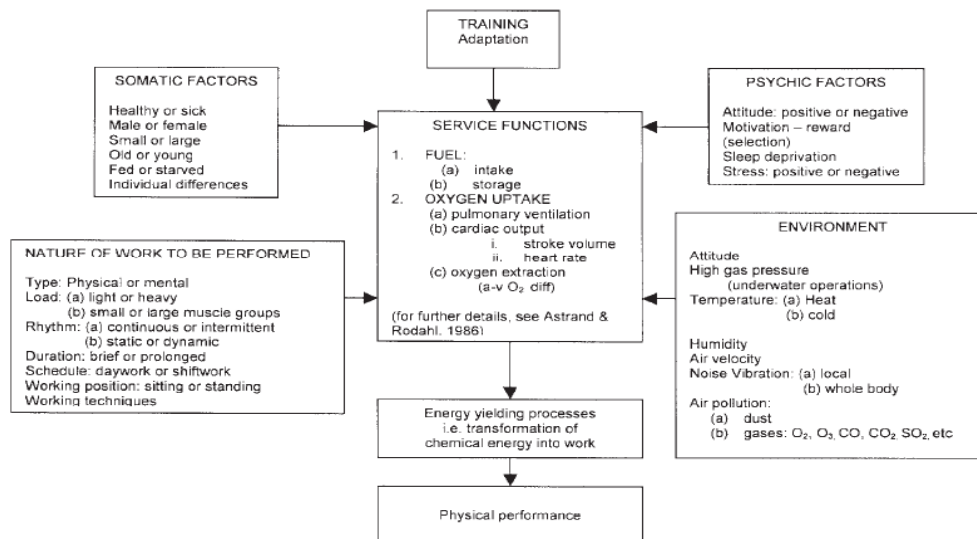 TRAINING
Adaptation
SOMATIC FACTORS
Healthy or sick
Male or female
Small or large
Old or young
Fed or starved
Individual differences
PSYCHIC FACTORS
Attitude: positive or negative
Motivation – reward
(selection)
Sleep deprivation
Stress: positive or negative
SERVICE FUNCTIONS
1. FUEL:
(a) intake
(b) storage
2. OXYGEN UPTAKE
(a) pulmonary ventilation
(b) cardiac output
i. stroke volume
ii. heart rate
(c) oxygen extraction
(a-v O₂ diff)
(for further details, see Astrand &
Rodahl, 1986)
NATURE OF WORK TO BE PERFORMED
Type: Physical or mental
Load: (a) light or heavy
(b) small or large muscle groups
Rhythm: (a) continuous or intermittent
(b) static or dynamic
Duration: brief or prolonged
Schedule: daywork or shiftwork
Working position: sitting or standing
Working techniques
ENVIRONMENT
Attitude
High gas pressure
(underwater operations)
Temperature: (a) Heat
(b) cold
Humidity
Air velocity
Noise Vibration: (a) local
(b) whole body
Air pollution:
(a) dust
(b) gases: O₂, O₃, CO, CO₂, SO₂, etc
Energy yielding processes
i.e. transformation of
chemical energy into work
Physical performance